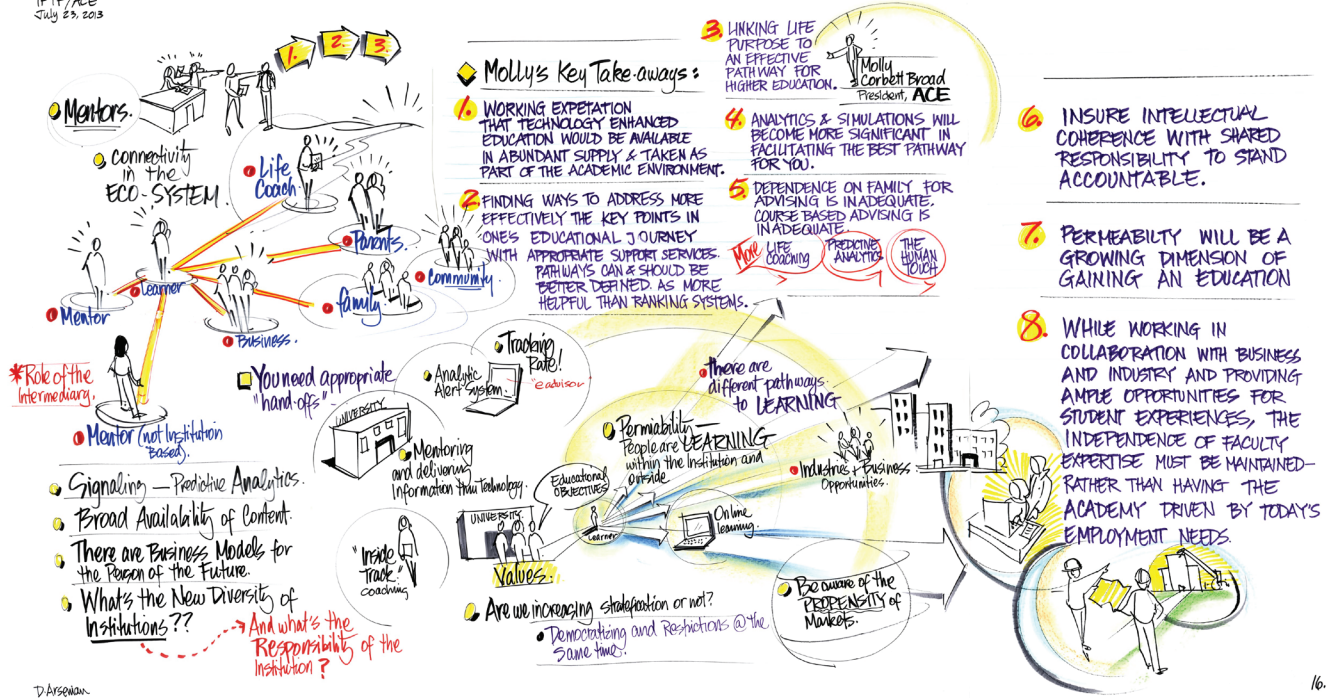 IFTF/ACE
July 23, 2013
1. 2. 3.
Mentors.
connectivity
in the
ECO-SYSTEM.
Life
Coach
Parents.
community
Learner
family
Mentor
Business.
*Role of the
Intermediary.
Mentor (not Institution
Based).
You need appropriate
"hand-offs"
Tracking
Rate!
Analytic
Alert System.
"eadvisor"
UNIVERSITY
Mentoring
and delivering
Information thru Technology.
Signaling — Predictive Analytics.
Broad Availability of Content.
There are Business Models for
the Person of the Future.
What's the New Diversity of
Institutions??
And what's the
Responsibility of the
Institution?
"Inside
Track"
coaching
D.Arsenian
Molly's Key Take-aways:
1. WORKING EXPETATION
THAT TECHNOLOGY ENHANCED
EDUCATION WOULD BE AVAILABLE
IN ABUNDANT SUPPLY & TAKEN AS
PART OF THE ACADEMIC ENVIRONMENT.
2. FINDING WAYS TO ADDRESS MORE
EFFECTIVELY THE KEY POINTS IN
ONE'S EDUCATIONAL JOURNEY
WITH APPROPRIATE SUPPORT SERVICES.
PATHWAYS CAN & SHOULD BE
BETTER DEFINED. AS MORE
HELPFUL THAN RANKING SYSTEMS.
3. LINKING LIFE
PURPOSE TO
AN EFFECTIVE
PATHWAY FOR
HIGHER EDUCATION.
Molly
Corbett Broad
President, ACE
4. ANALYTICS & SIMULATIONS WILL
BECOME MORE SIGNIFICANT IN
FACILITATING THE BEST PATHWAY
FOR YOU.
5. DEPENDENCE ON FAMILY FOR
ADVISING IS INADEQUATE.
COURSE BASED ADVISING IS
INADEQUATE.
More LIFE
COACHING
PREDICTIVE
ANALYTICS
THE
HUMAN
TOUCH
There are
different pathways
to LEARNING
Permiability —
People are LEARNING
within the Institution and
outside
Industries + Business
Opportunities.
Educational
OBJECTIVES
UNIVERSITY
Values.
Learner
Online
learning.
Are we increasing stratefication or not?
Democratizing and Restrictions @ the
same time.
Be aware of the
PROPENSITY of
Markets.
6. INSURE INTELLECTUAL
COHERENCE WITH SHARED
RESPONSIBILITY TO STAND
ACCOUNTABLE.
7. PERMEABILTY WILL BE A
GROWING DIMENSION OF
GAINING AN EDUCATION
8. WHILE WORKING IN
COLLABORATION WITH BUSINESS
AND INDUSTRY AND PROVIDING
AMPLE OPPORTUNITIES FOR
STUDENT EXPERIENCES, THE
INDEPENDENCE OF FACULTY
EXPERTISE MUST BE MAINTAINED—
RATHER THAN HAVING THE
ACADEMY DRIVEN BY TODAY'S
EMPLOYMENT NEEDS.
16.